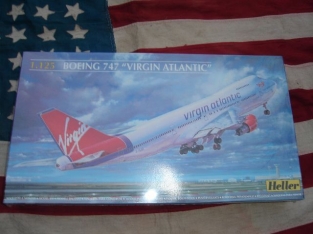 1:125 BOEING 747 "VIRGIN ATLANTIC"
virgin atlantic
Virgin
Heller